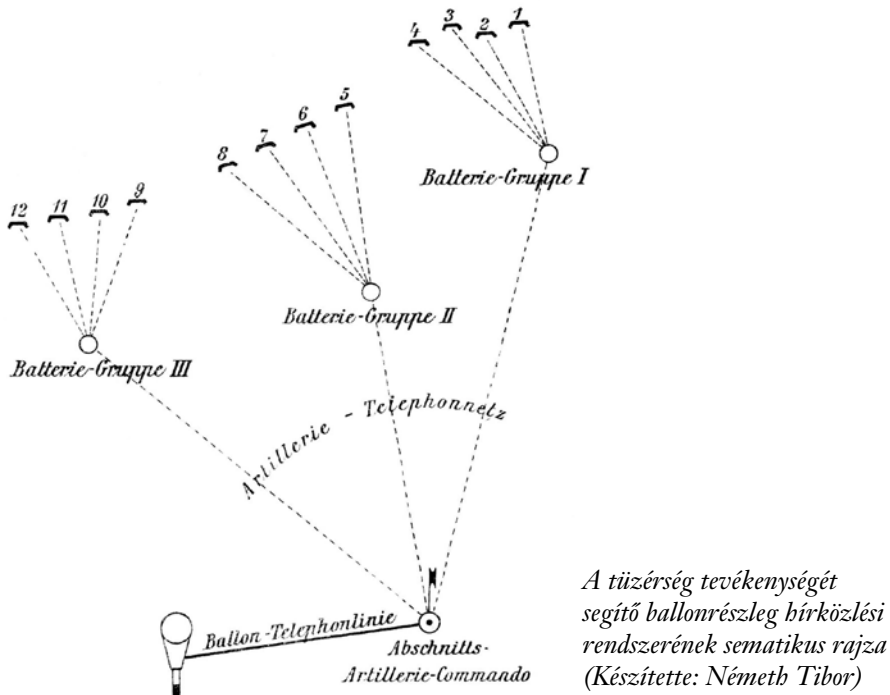 4 3 2 1
Batterie-Gruppe I
8 7 6 5
Batterie-Gruppe II
12 11 10 9
Batterie-Gruppe III
Artillerie - Telephonnetz
Ballon-Telephonlinie
Abschnitts-
Artillerie-Commando
A tüzérség tevékenységét
segítő ballonrészleg hírközlési
rendszerének sematikus rajza
(Készítette: Németh Tibor)